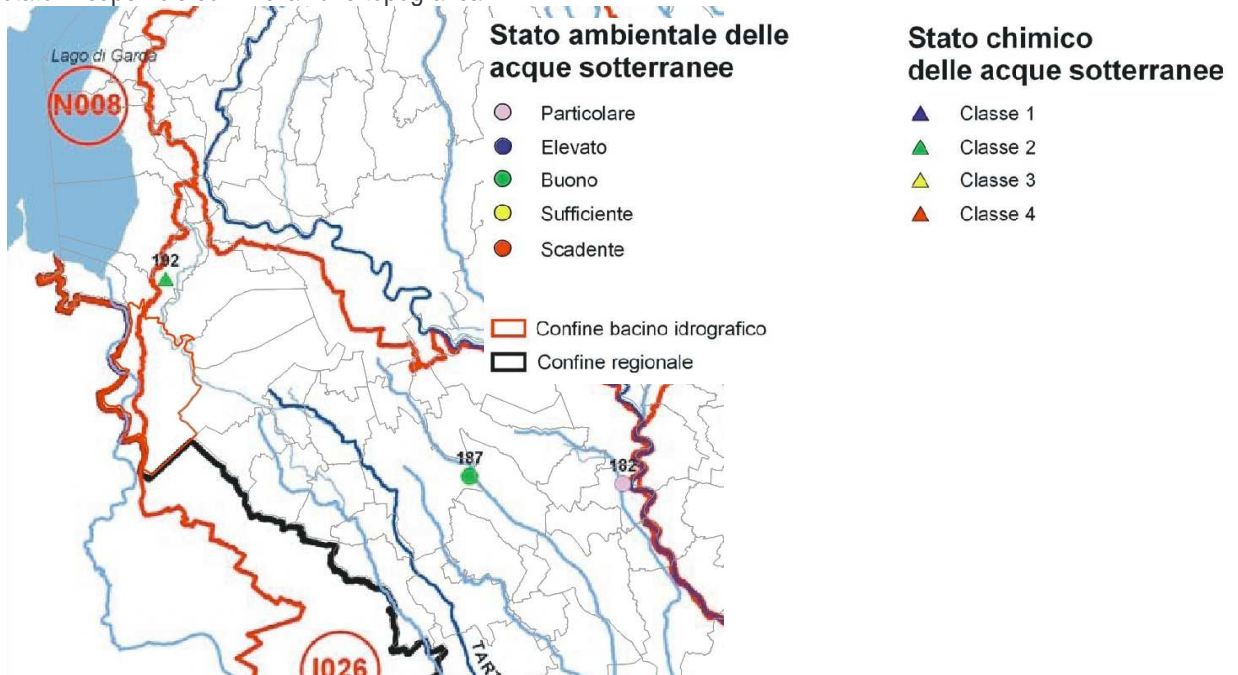 Lago di Garda
N008
192
187
182
I026
TART
Stato ambientale delle
acque sotterranee
Particolare
Elevato
Buono
Sufficiente
Scadente
Confine bacino idrografico
Confine regionale
Stato chimico
delle acque sotterranee
Classe 1
Classe 2
Classe 3
Classe 4